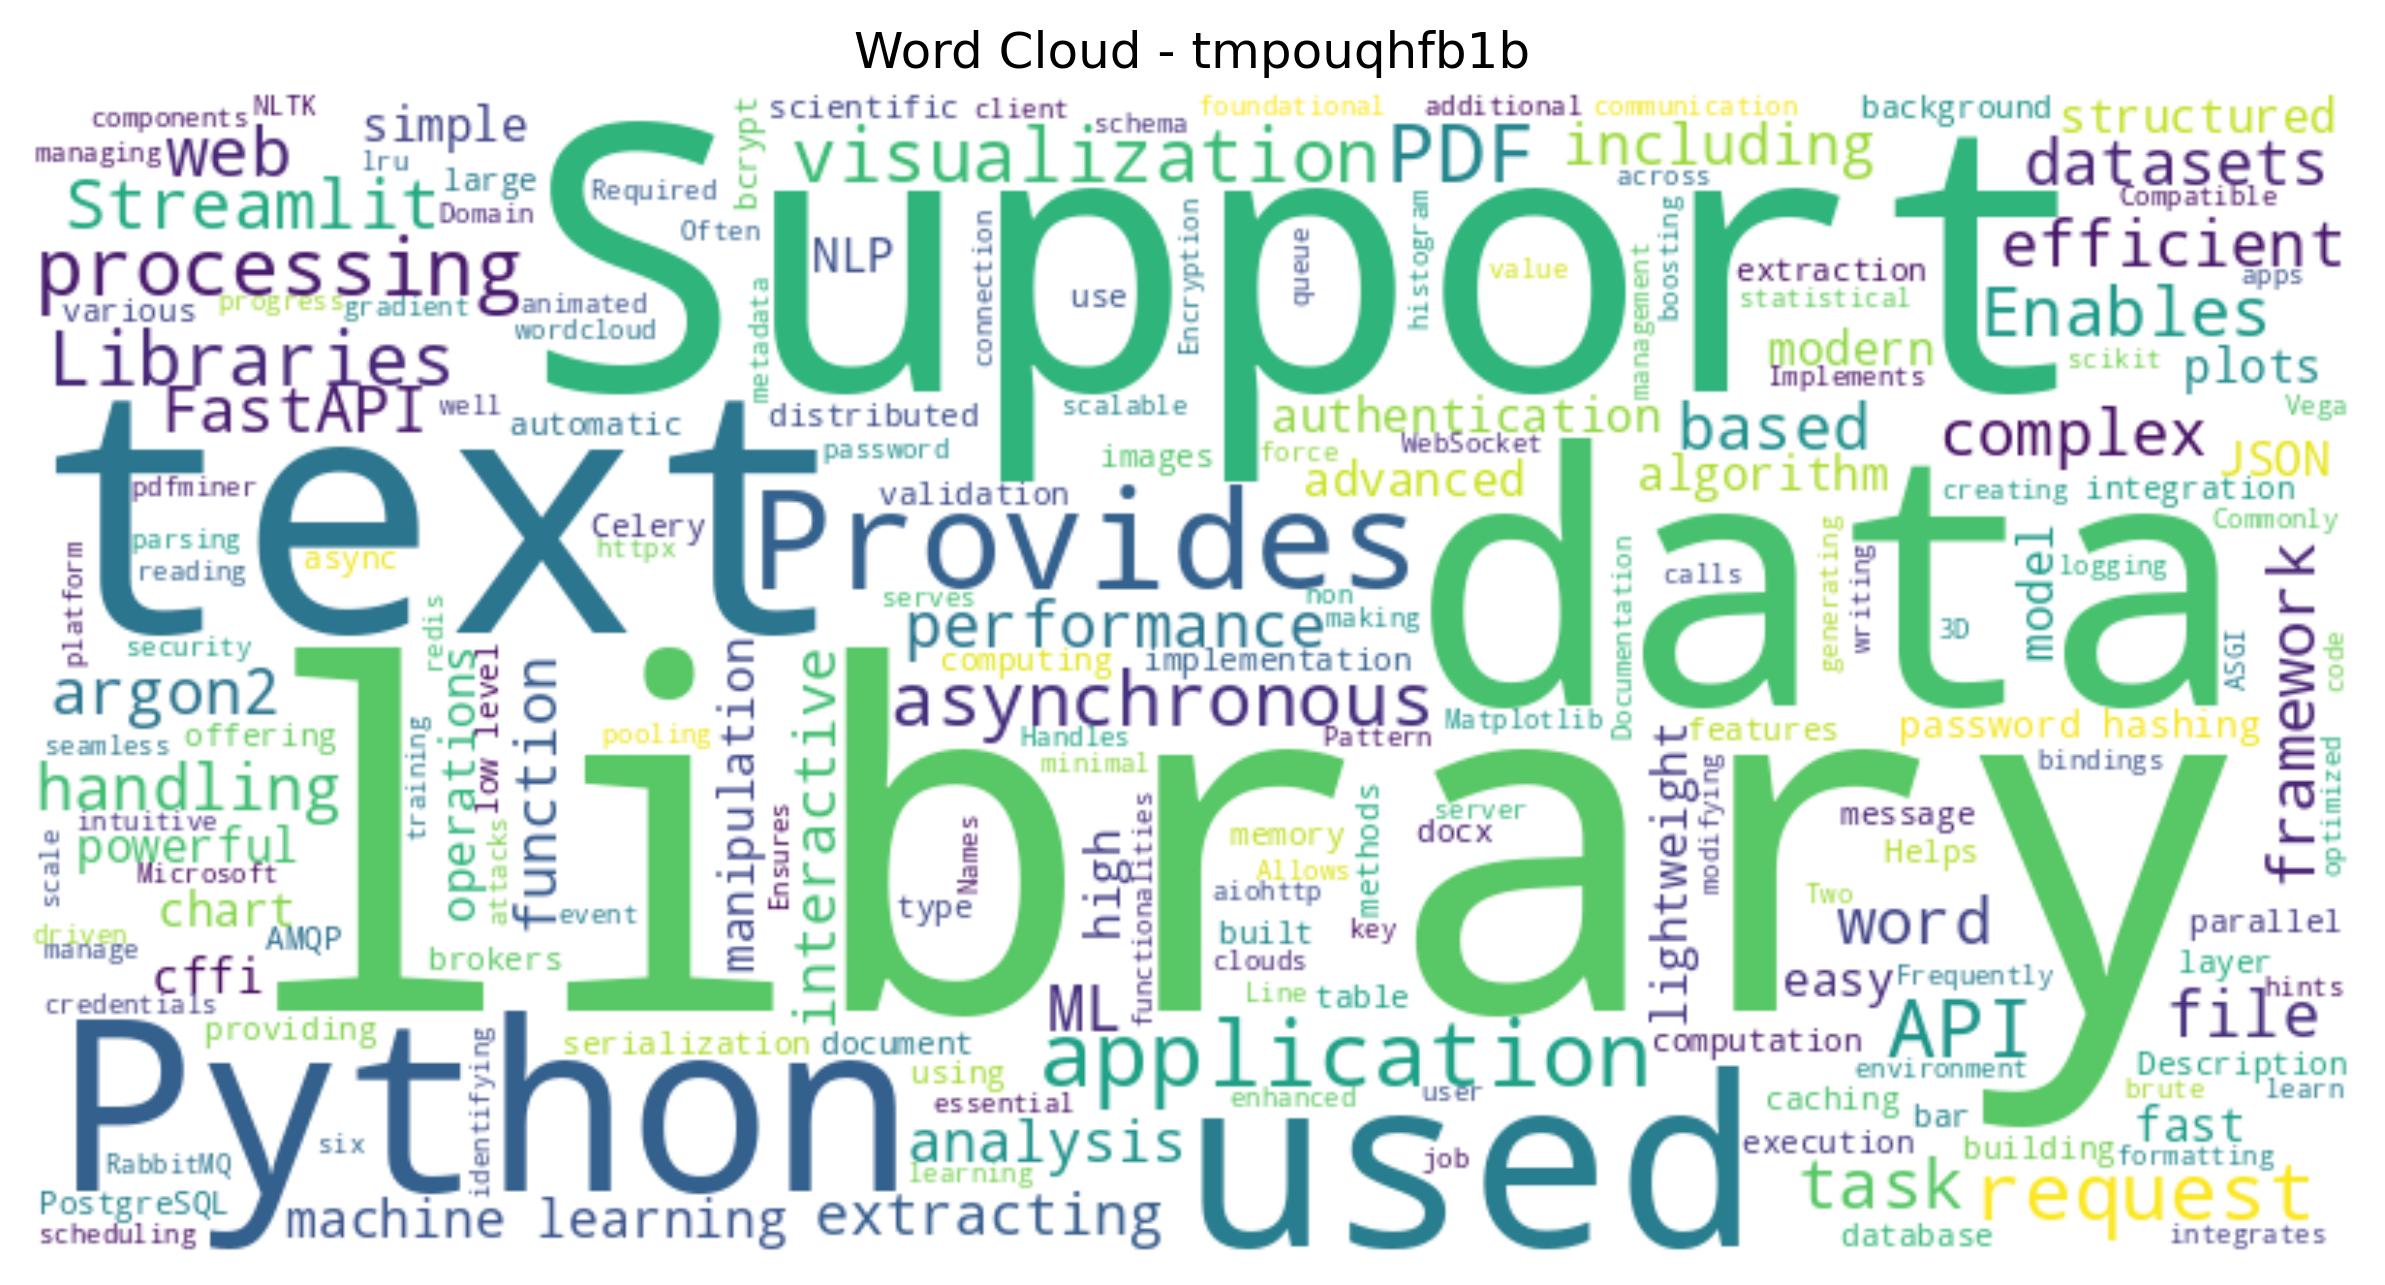 Word Cloud - tmpouqhfb1b
components NLTK simple bcrypt scientific client schema foundational additional communication background structured
managing web lru visualization PDF including datasets
Streamlit large Domain Required across Compatible
Often Support
processing NLP connection use Encryption queue histogram value boosting extraction efficient apps
various progress gradient animated metadata management statistical Enables
wordcloud
Libraries modern Implements scikit plots
FastAPI well automatic distributed scalable authentication based complex Vega
password images force WebSocket advanced algorithm JSON
text pdfminer validation creating integration
Provides data Commonly
parsing async Celery httpx reading calls generating writing model logging framework
platform redis serves non Documentation
performance making 3D ASGI code
security computing implementation
argon2 operations low level function manipulation interactive asynchronous Matplotlib features password hashing
seamless offering training pooling Handles Pattern bindings
library minimal lightweight modifying optimized
handling intuitive powerful attacks Ensures Names high functionalities memory methods server docx message Helps
scale Microsoft Allows aiohttp
chart event type Two word parallel
driven manage AMQP brokers built key
cffi clouds easy Frequently layer hints
credentials ML Line table API file
providing serialization document application computation
Python identifying using environment Description
essential enhanced user caching brute learn
six analysis used bar fast
RabbitMQ learning job execution building formatting
PostgreSQL machine learning extracting task request
scheduling database integrates